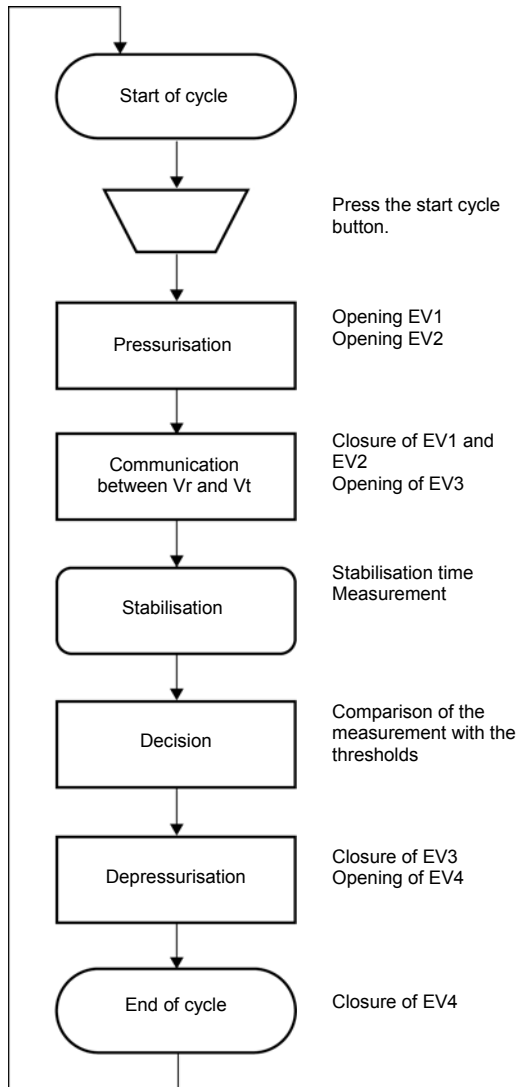 Start of cycle
Press the start cycle
button.
Pressurisation
Opening EV1
Opening EV2
Communication
between Vr and Vt
Closure of EV1 and
EV2
Opening of EV3
Stabilisation
Stabilisation time
Measurement
Decision
Comparison of the
measurement with the
thresholds
Depressurisation
Closure of EV3
Opening of EV4
End of cycle
Closure of EV4